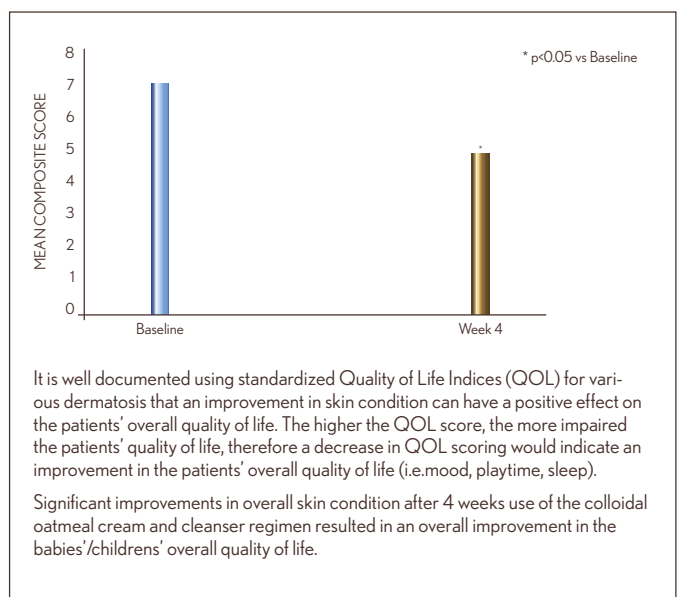 8
* p<0.05 vs Baseline
7
6
5
*
4
3
2
1
0
MEAN COMPOSITE SCORE
Baseline
Week 4
It is well documented using standardized Quality of Life Indices (QOL) for vari-
ous dermatosis that an improvement in skin condition can have a positive effect on
the patients' overall quality of life. The higher the QOL score, the more impaired
the patients' quality of life, therefore a decrease in QOL scoring would indicate an
improvement in the patients' overall quality of life (i.e.mood, playtime, sleep).
Significant improvements in overall skin condition after 4 weeks use of the colloidal
oatmeal cream and cleanser regimen resulted in an overall improvement in the
babies'/childrens' overall quality of life.